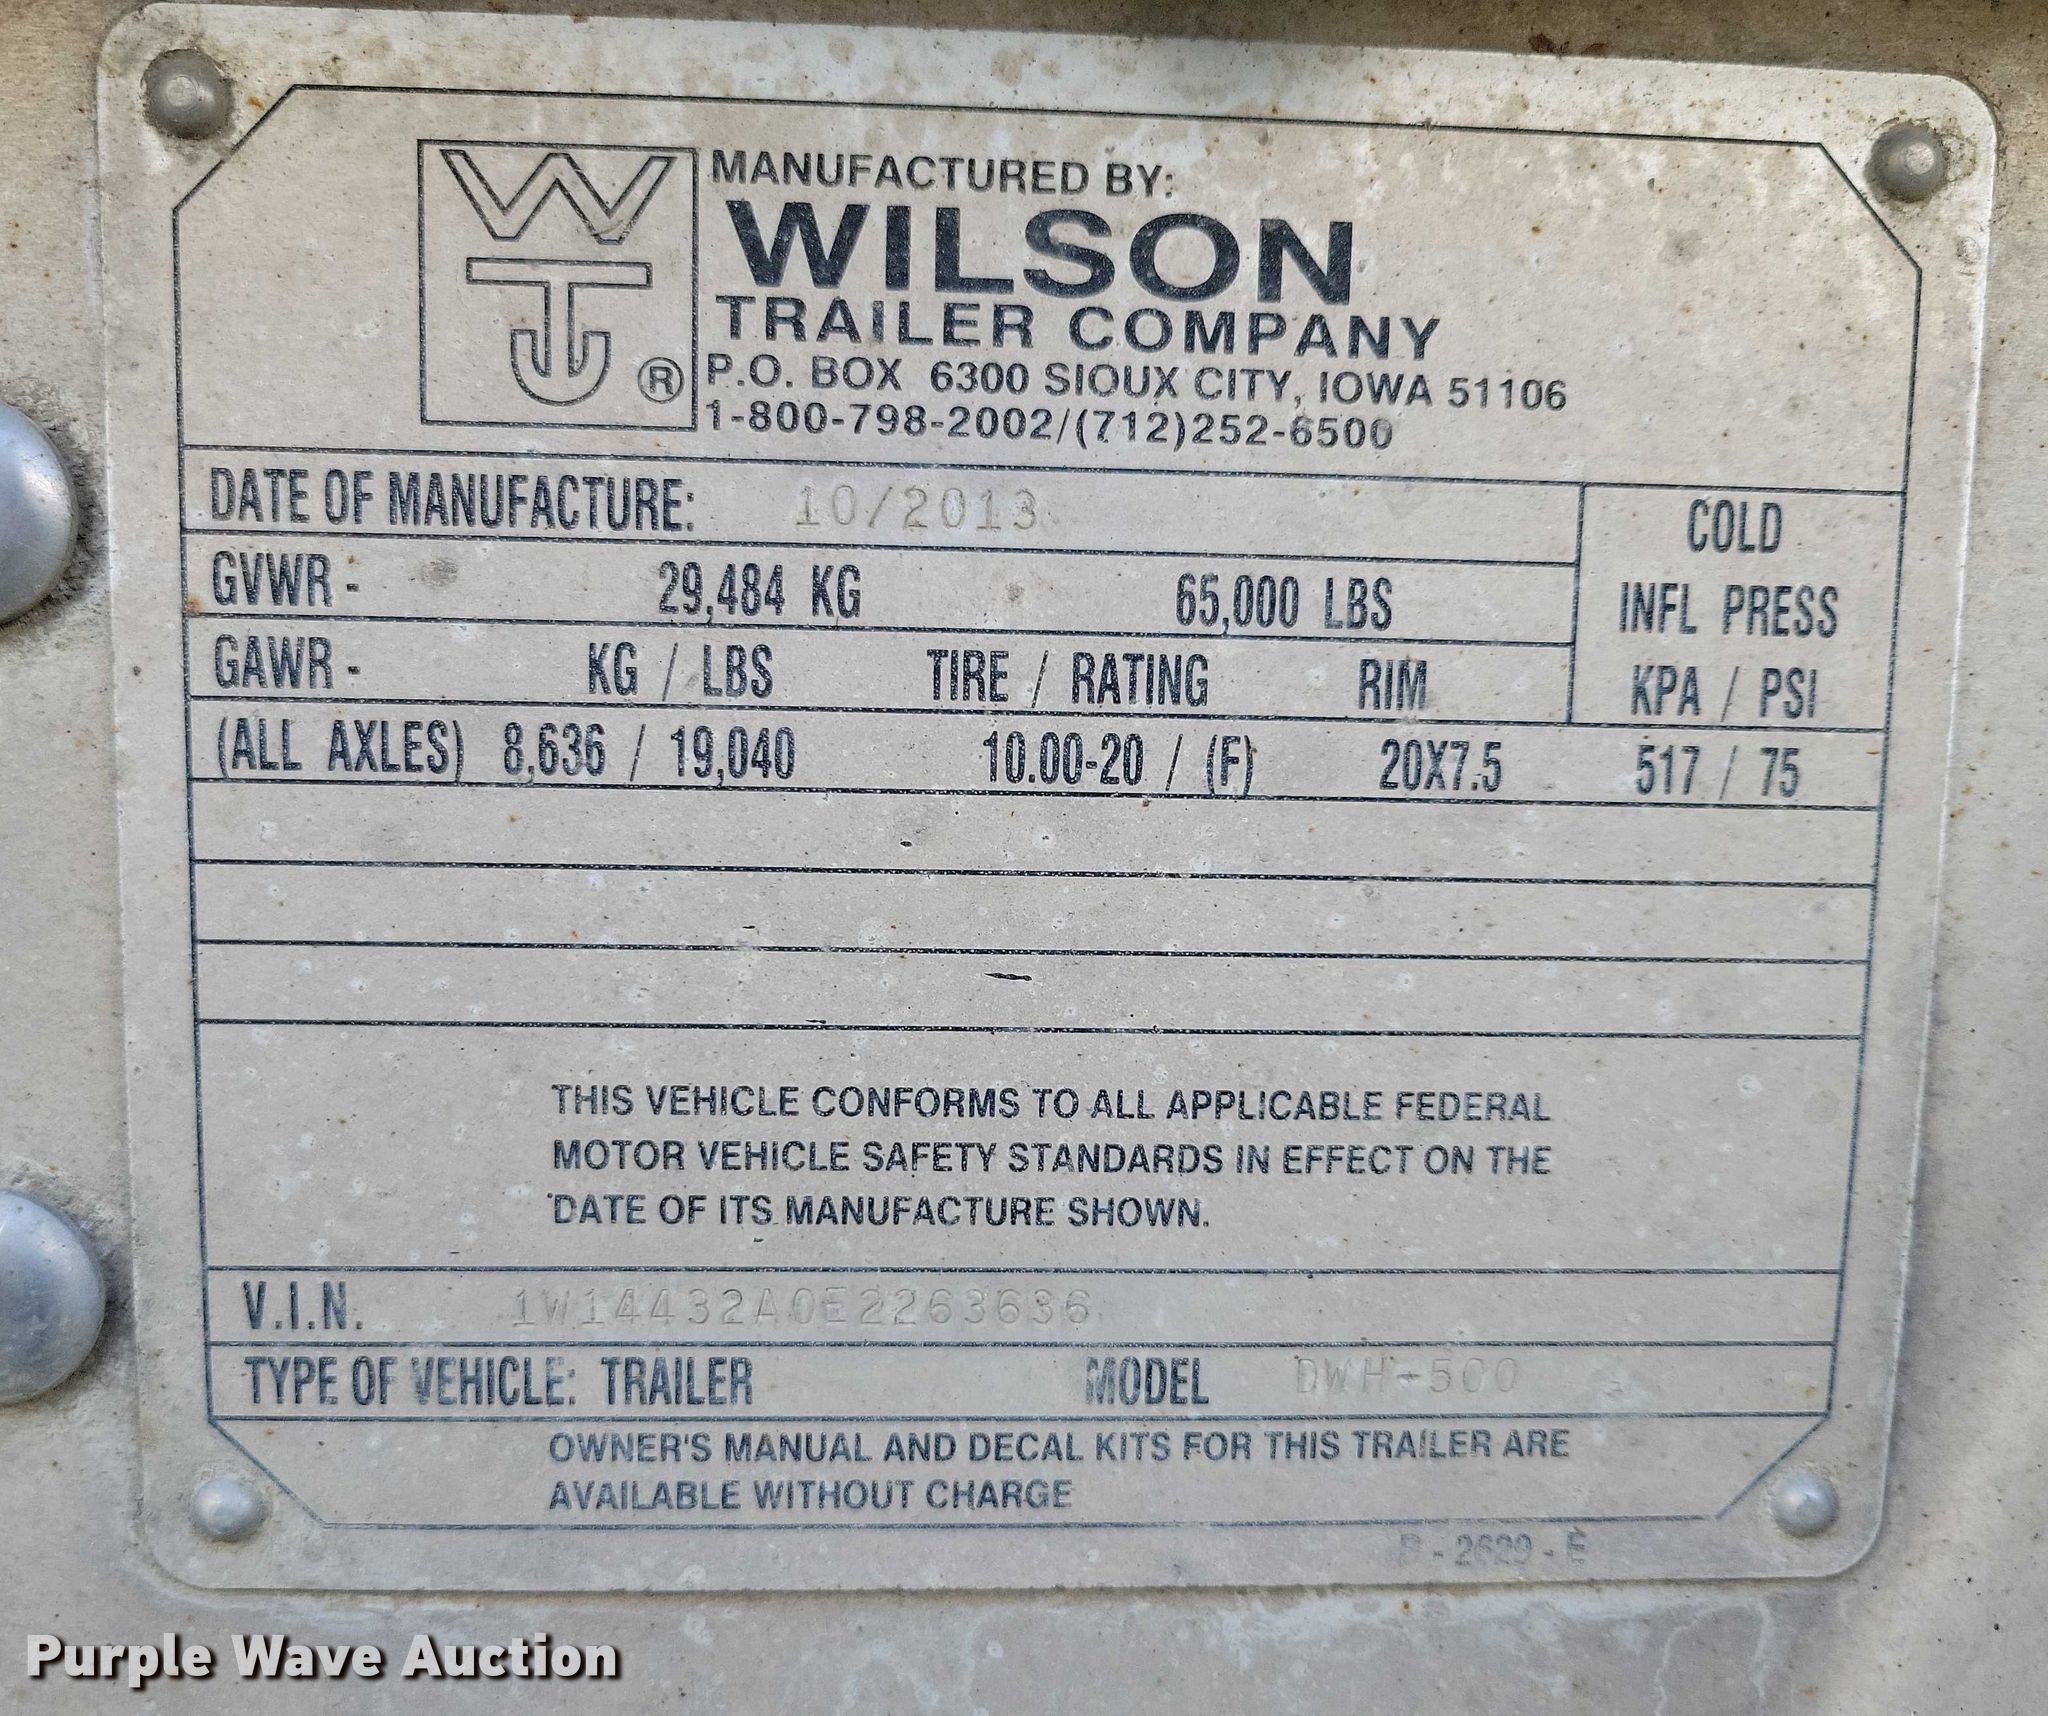 WT
®
MANUFACTURED BY:
WILSON
TRAILER COMPANY
P.O. BOX 6300 SIOUX CITY, IOWA 51106
1-800-798-2002/(712)252-6500
DATE OF MANUFACTURE: 10/2013
COLD
INFL PRESS
KPA / PSI
GVWR - 29,484 KG 65,000 LBS
GAWR - KG / LBS TIRE / RATING RIM
(ALL AXLES) 8,636 / 19,040 10.00-20 / (F) 20X7.5 517 / 75
THIS VEHICLE CONFORMS TO ALL APPLICABLE FEDERAL
MOTOR VEHICLE SAFETY STANDARDS IN EFFECT ON THE
DATE OF ITS MANUFACTURE SHOWN.
V.I.N. 1W14432A0E2263636
TYPE OF VEHICLE: TRAILER MODEL DWH-500
OWNER'S MANUAL AND DECAL KITS FOR THIS TRAILER ARE
AVAILABLE WITHOUT CHARGE
P - 2629 - E
Purple Wave Auction